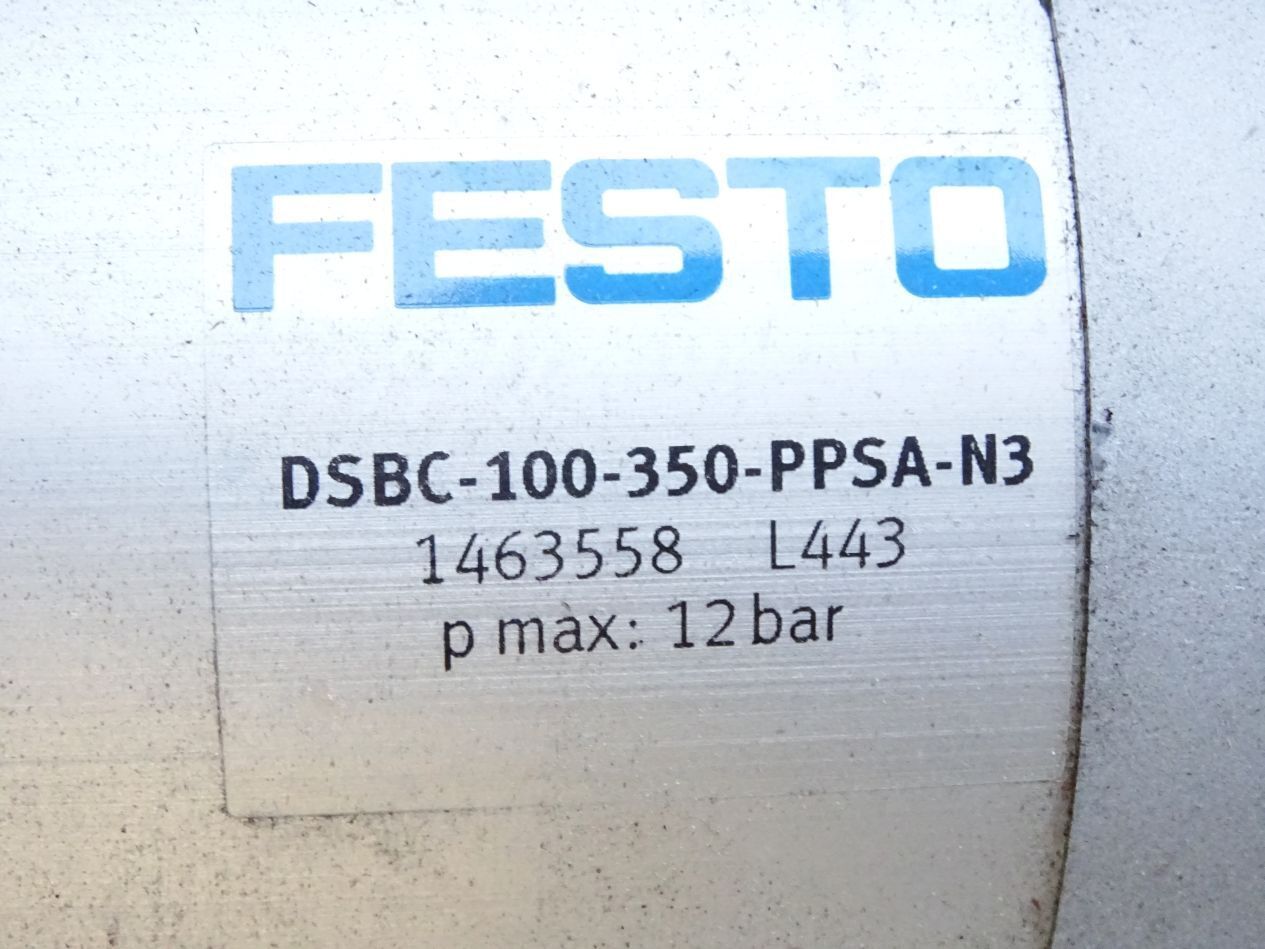 FESTO
DSBC-100-350-PPSA-N3
1463558 L443
p max: 12 bar